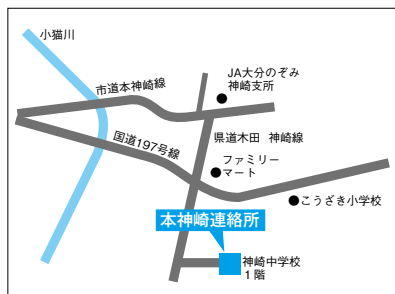 小猫川
JA大分のぞみ
神崎支所
市道本神崎線
県道木田 神崎線
国道197号線
ファミリー
マート
こうざき小学校
本神崎連絡所
神崎中学校
1階